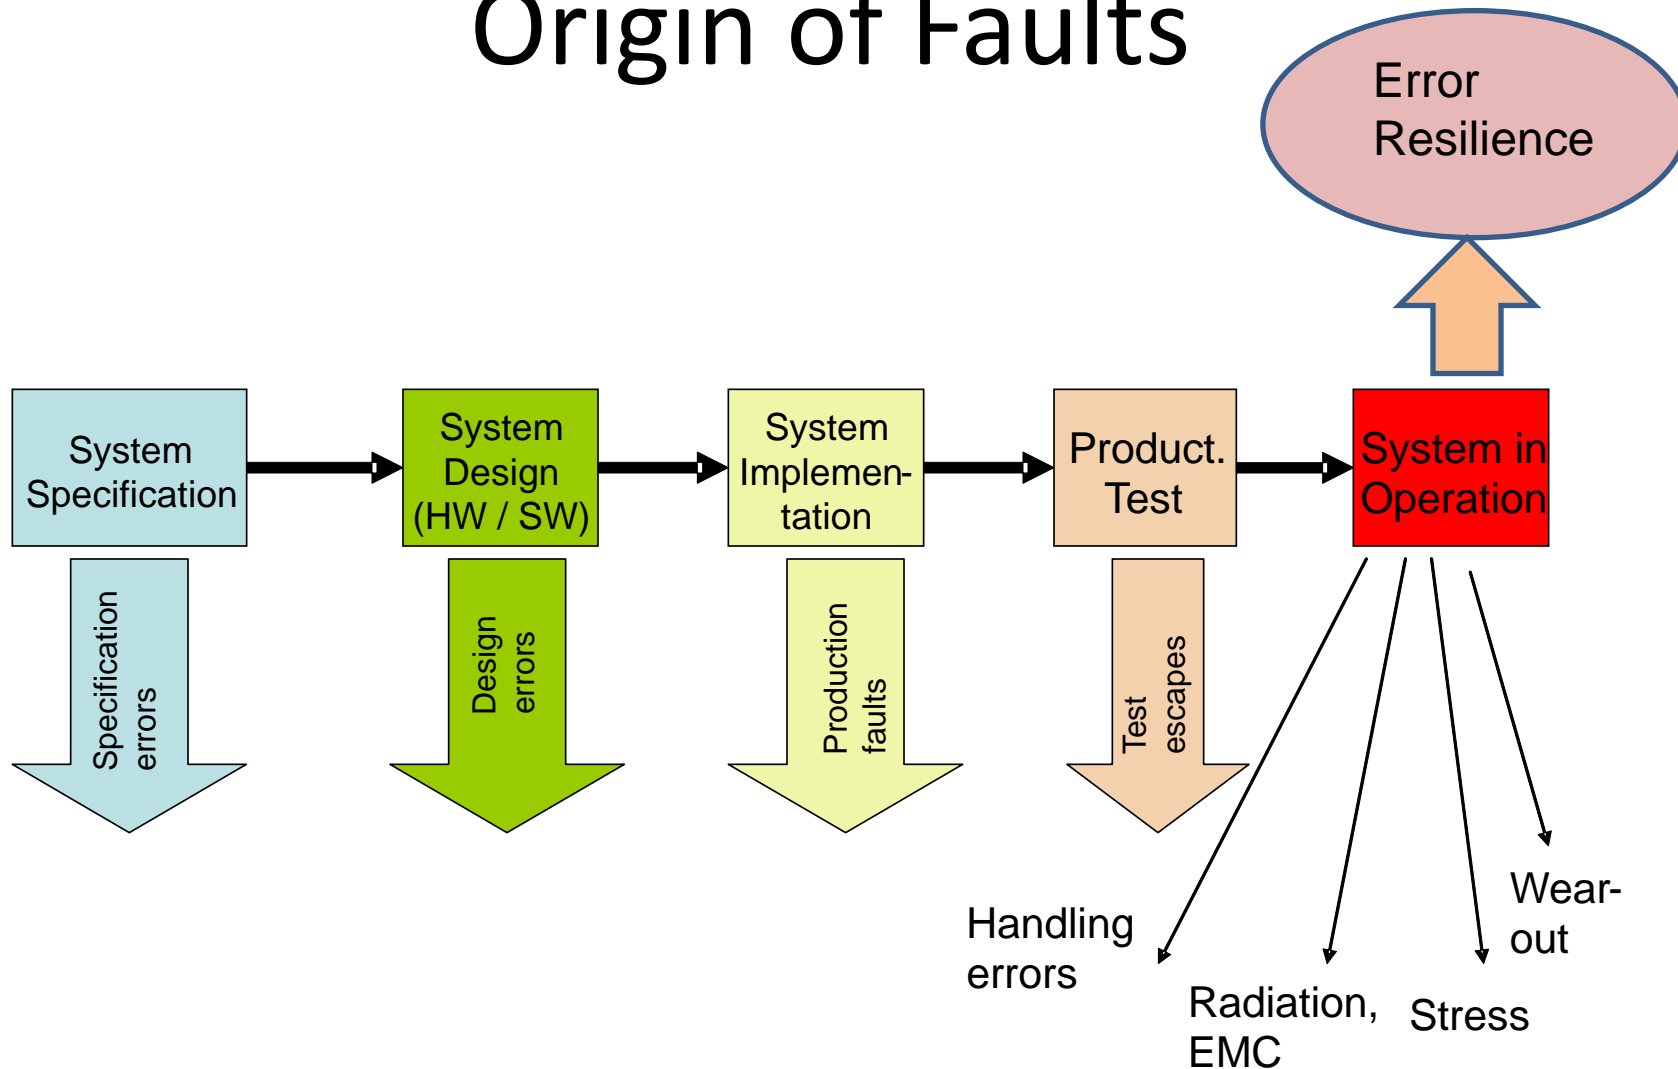 Origin of Faults
Error
Resilience
System
Specification
System
Design
(HW / SW)
System
Implemen-
tation
Product.
Test
System in
Operation
Specification
errors
Design
errors
Production
faults
Test
escapes
Handling
errors
Radiation,
EMC
Stress
Wear-
out